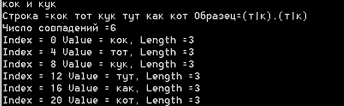 кок и кук
Строка =кок тот кук тут как кот Образец=(т|к).(т|к)
Число совпадений =6
Index = 0 Value = кок, Length =3
Index = 4 Value = тот, Length =3
Index = 8 Value = кук, Length =3
Index = 12 Value = тут, Length =3
Index = 16 Value = как, Length =3
Index = 20 Value = кот, Length =3